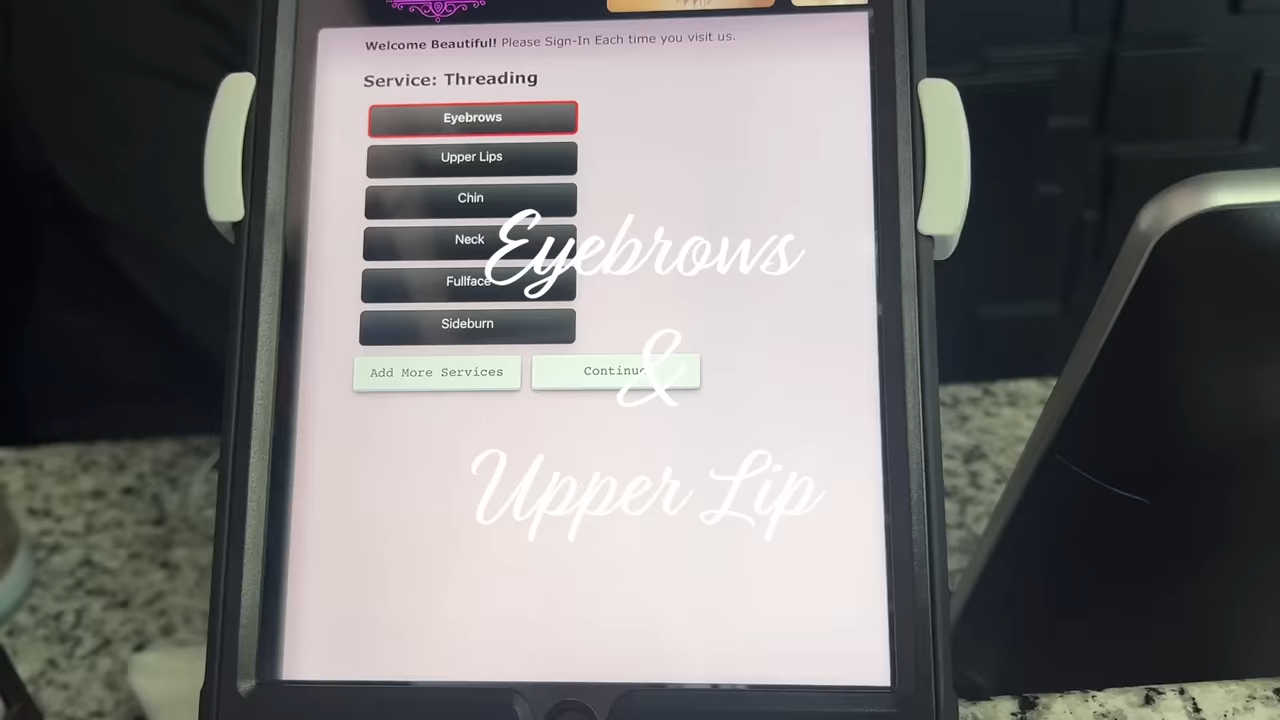 Welcome Beautiful! Please Sign-In Each time you visit us.
Service: Threading
Eyebrows
Upper Lips
Chin
Neck
Fullface
Sideburn
Add More Services
Continue
Eyebrows
&
Upper Lip